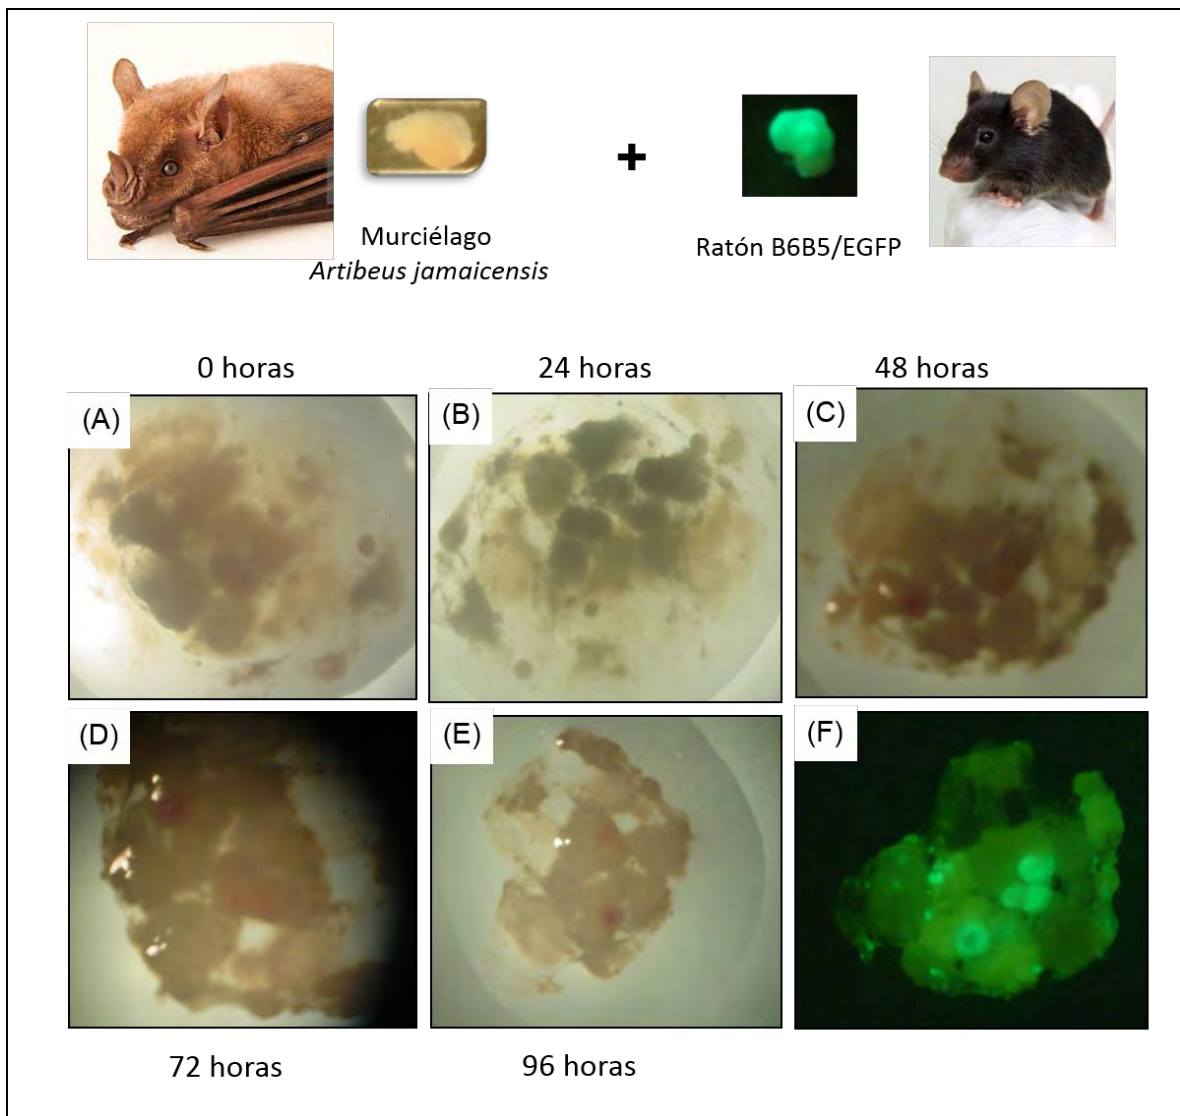 +
Murciélago
Artibeus jamaicensis
Ratón B6B5/EGFP
0 horas
24 horas
48 horas
(A)
(B)
(C)
(D)
(E)
(F)
72 horas
96 horas